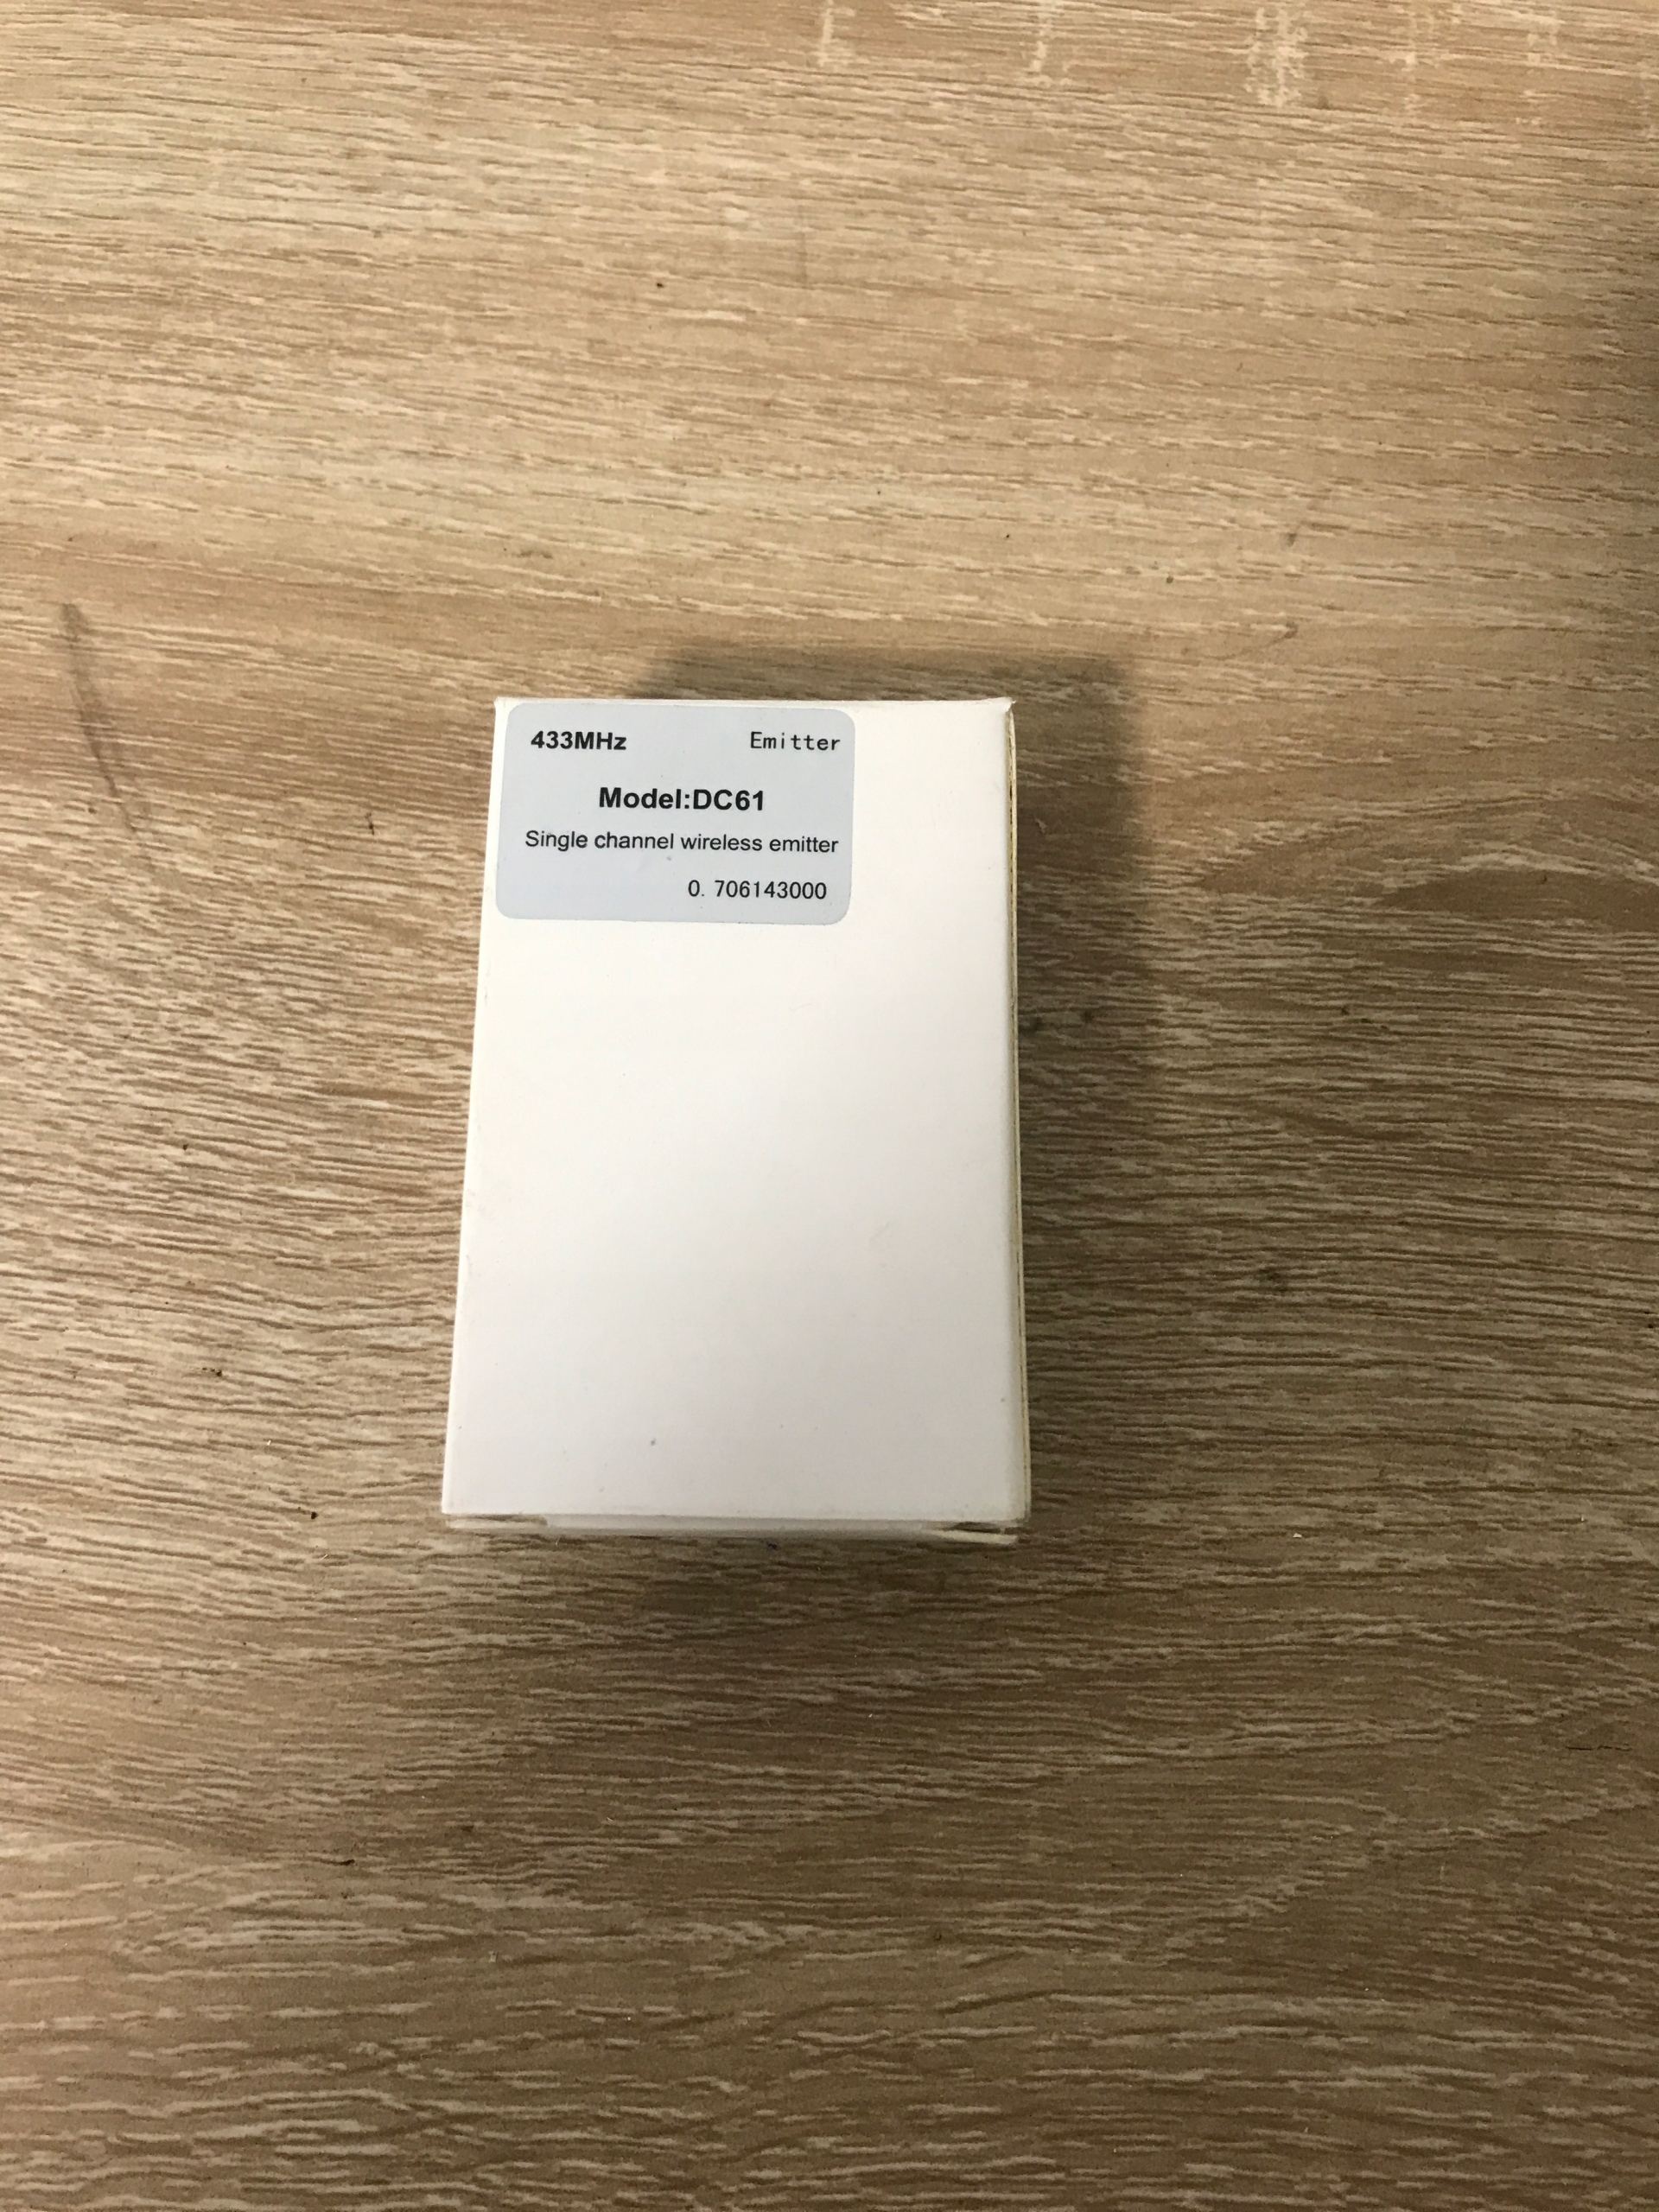 433MHz Emitter
Model:DC61
Single channel wireless emitter
0. 706143000